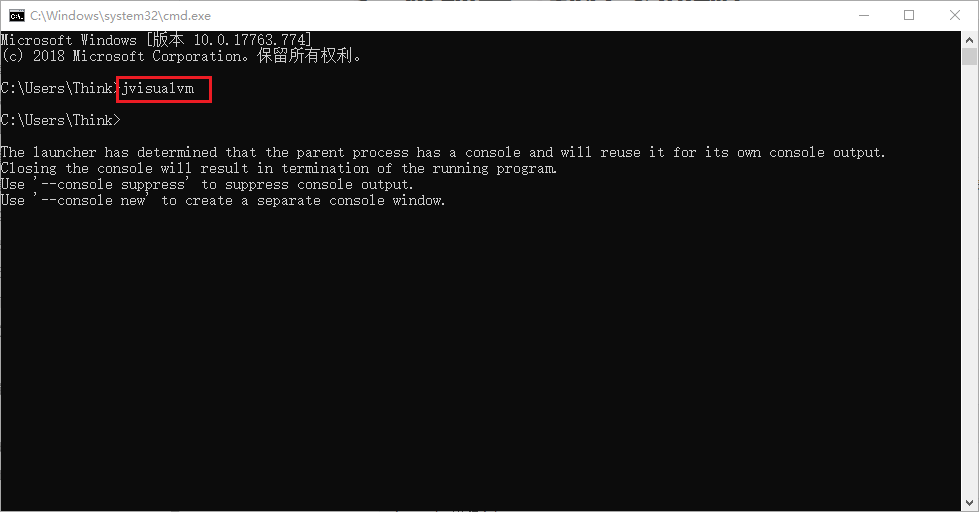 C:\Windows\system32\cmd.exe
Microsoft Windows [版本 10.0.17763.774]
(c) 2018 Microsoft Corporation。保留所有权利。
C:\Users\Think>jvisualvm
C:\Users\Think>
The launcher has determined that the parent process has a console and will reuse it for its own console output.
Closing the console will result in termination of the running program.
Use '--console suppress' to suppress console output.
Use '--console new' to create a separate console window.